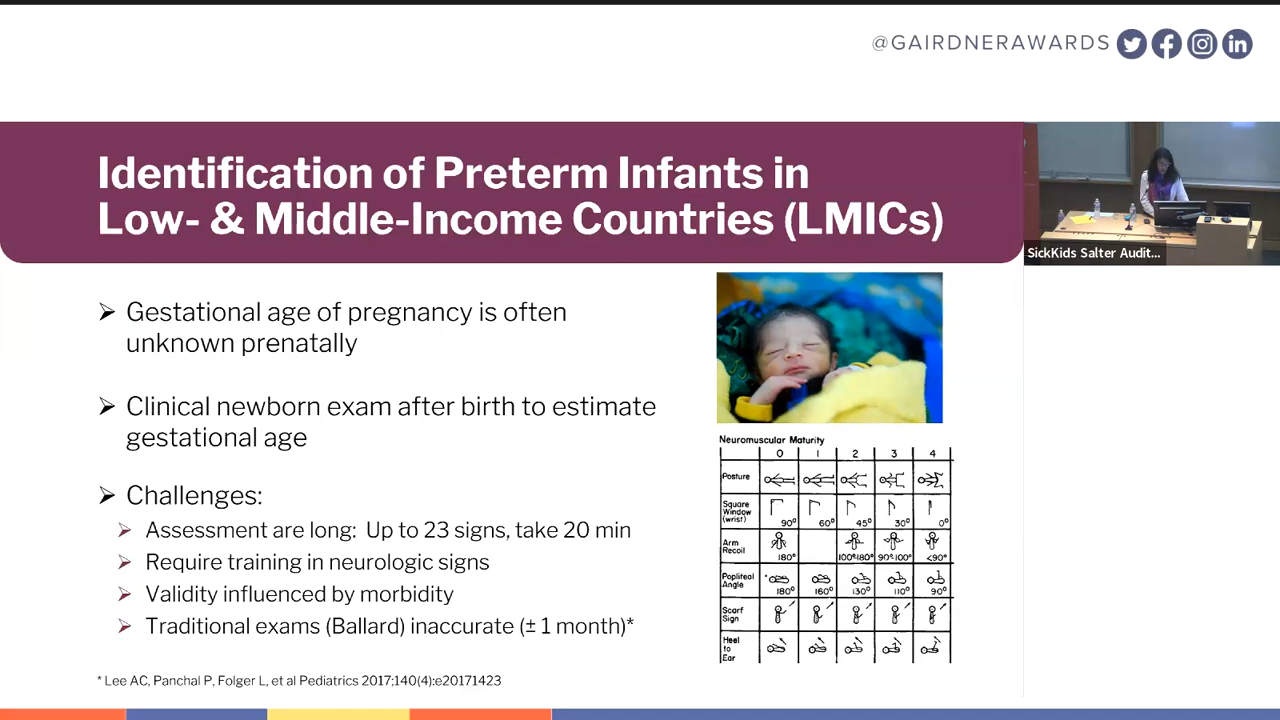 @GAIRDNERAWARDS
Identification of Preterm Infants in
Low- & Middle-Income Countries (LMICs)
SickKids Salter Audit...
Gestational age of pregnancy is often
unknown prenatally
Clinical newborn exam after birth to estimate
gestational age
Challenges:
Assessment are long: Up to 23 signs, take 20 min
Require training in neurologic signs
Validity influenced by morbidity
Traditional exams (Ballard) inaccurate (± 1 month)*
* Lee AC, Panchal P, Folger L, et al Pediatrics 2017;140(4):e20171423
Neuromuscular Maturity
0 1 2 3 4
Posture
Square
Window
(wrist)
90° 60° 45° 30° 0°
Arm
Recoil
180° 100°-180° 90°-100° <90°
Popliteal
Angle
180° 160° 130° 110° 90°
Scarf
Sign
Heel
to
Ear